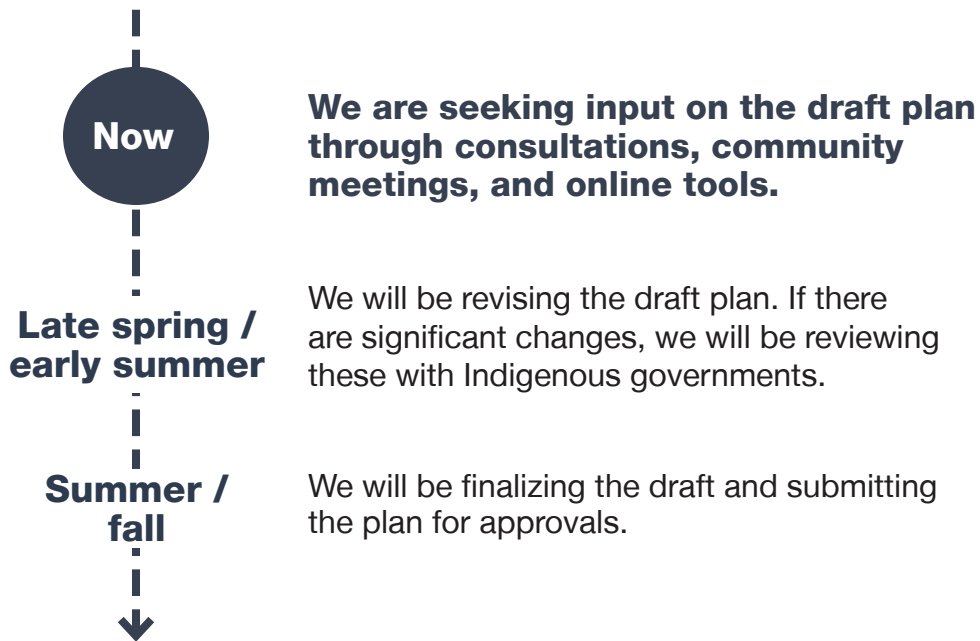 Now
We are seeking input on the draft plan
through consultations, community
meetings, and online tools.
Late spring /
early summer
We will be revising the draft plan. If there
are significant changes, we will be reviewing
these with Indigenous governments.
Summer /
fall
We will be finalizing the draft and submitting
the plan for approvals.